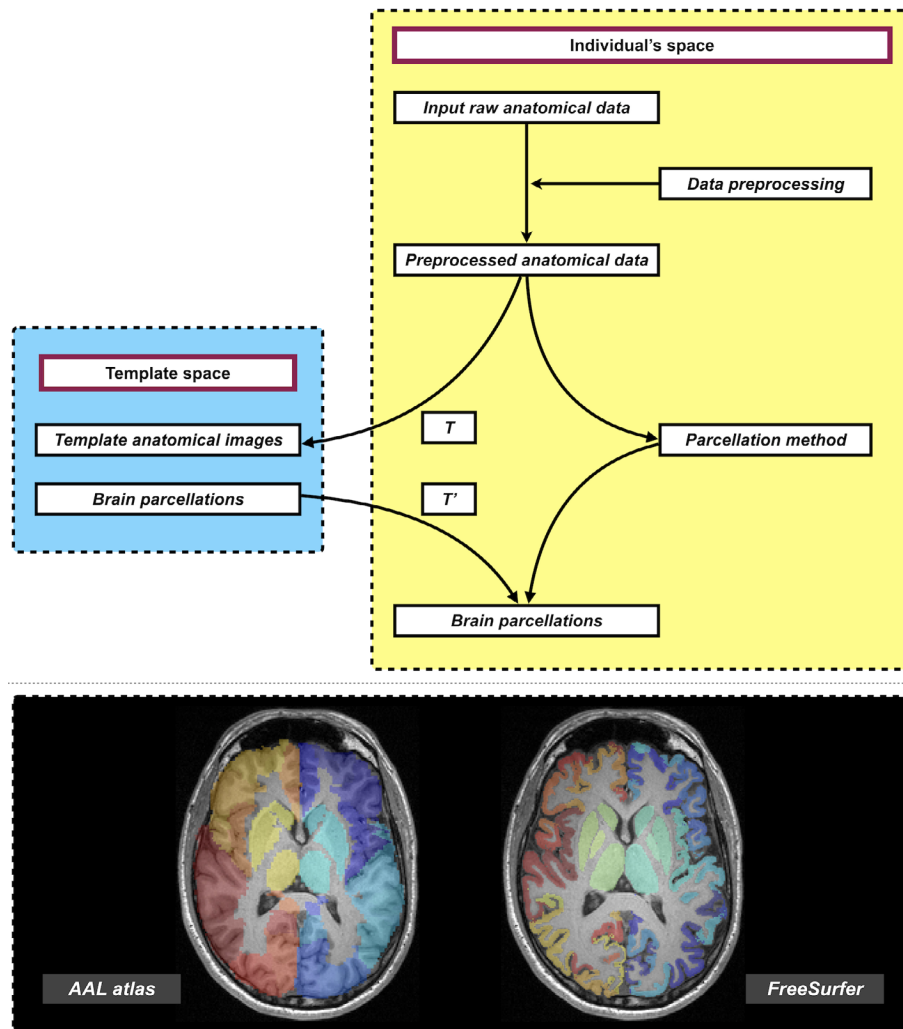 Individual's space
Input raw anatomical data
Data preprocessing
Preprocessed anatomical data
Template space
Template anatomical images
T
Parcellation method
Brain parcellations
T'
Brain parcellations
AAL atlas
FreeSurfer